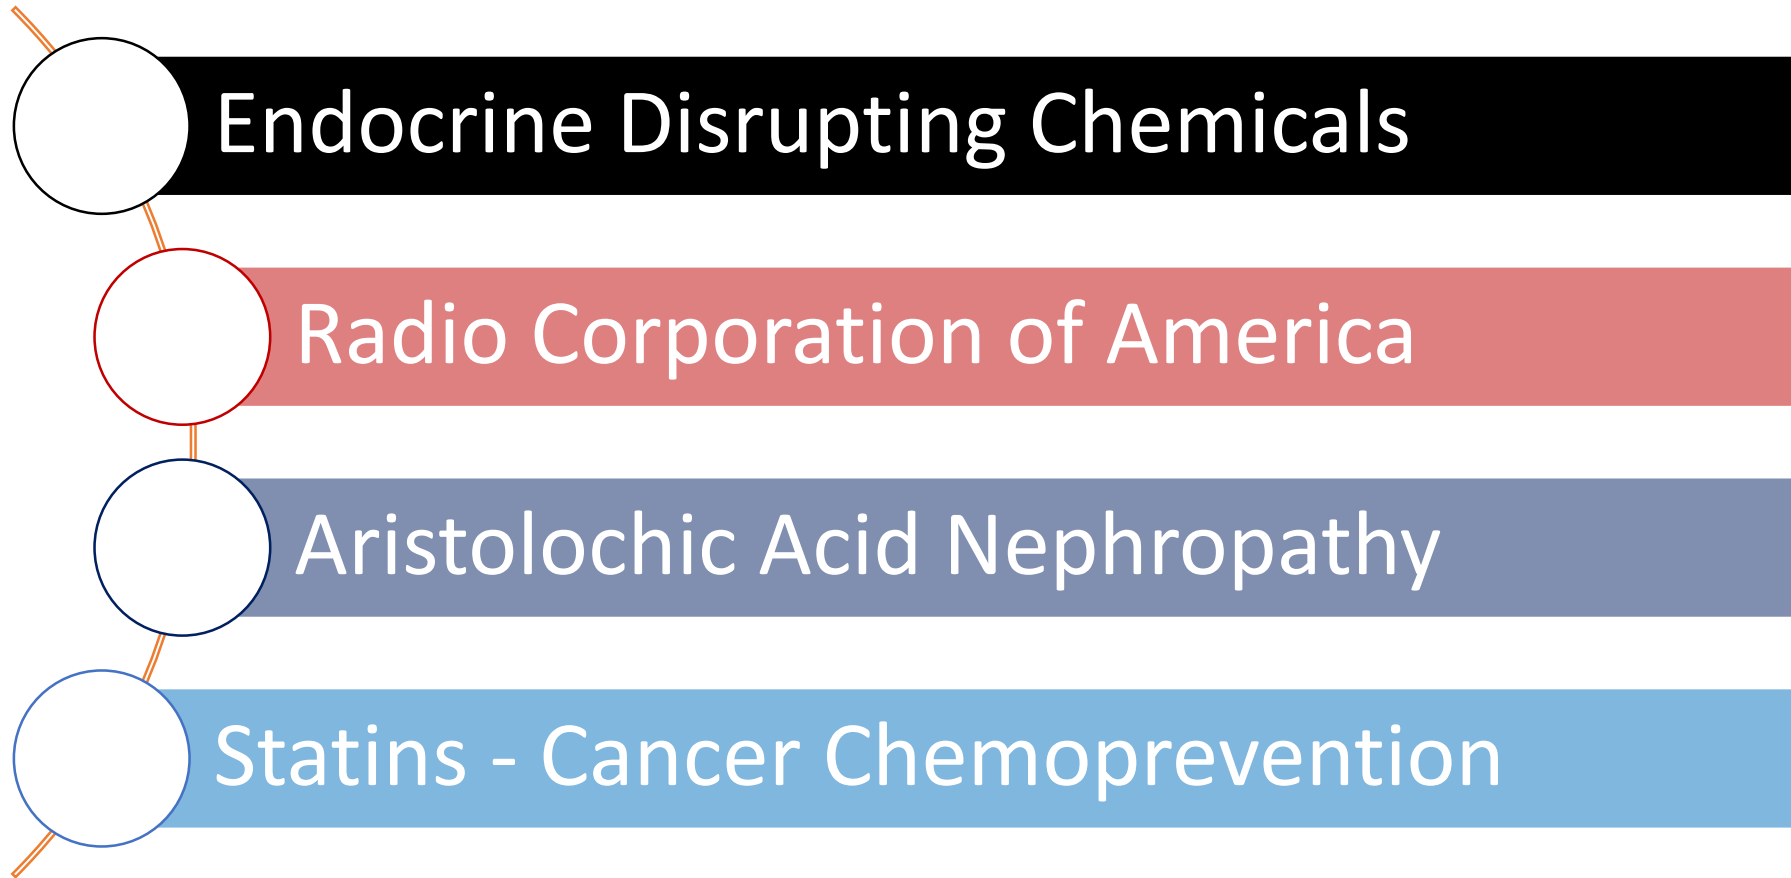 Endocrine Disrupting Chemicals
Radio Corporation of America
Aristolochic Acid Nephropathy
Statins - Cancer Chemoprevention